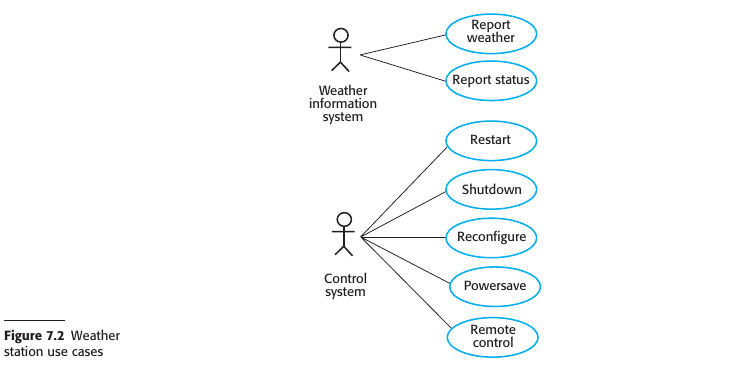 Report
weather
Report status
Weather
information
system
Restart
Shutdown
Reconfigure
Powersave
Remote
control
Control
system
Figure 7.2 Weather
station use cases